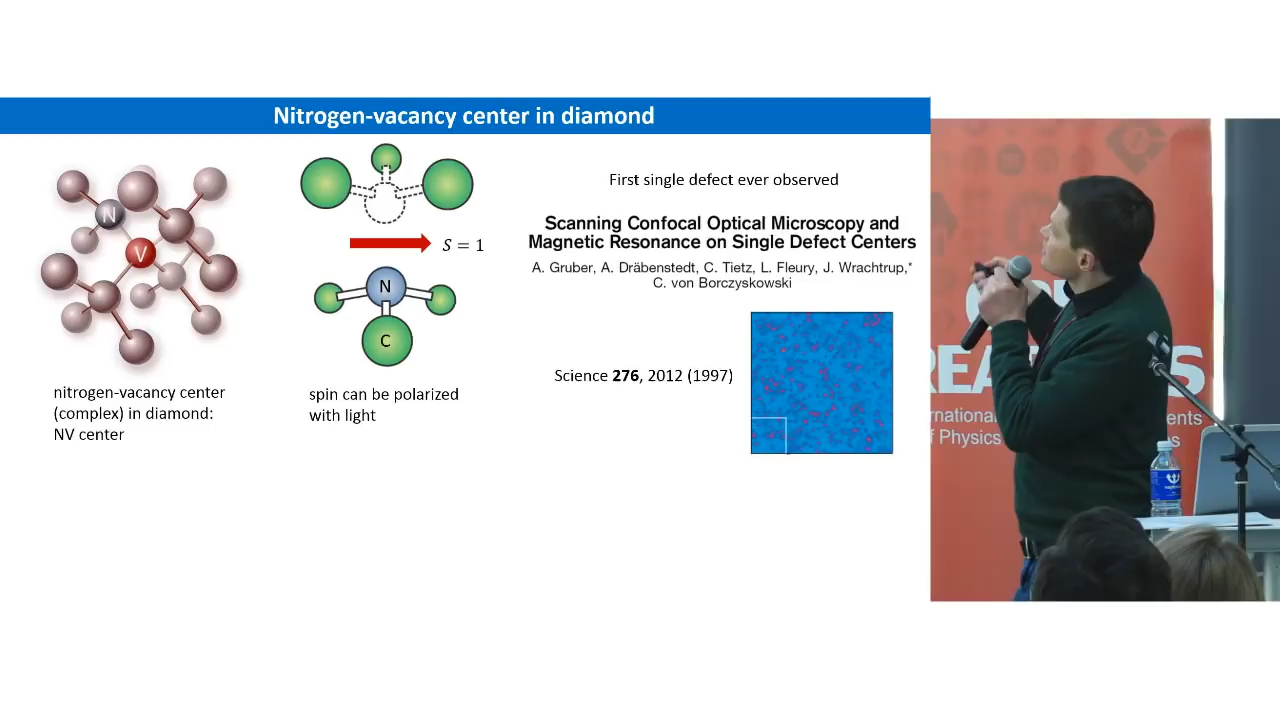 Nitrogen-vacancy center in diamond
N
V
nitrogen-vacancy center
(complex) in diamond:
NV center
S = 1
N
C
spin can be polarized
with light
First single defect ever observed
Scanning Confocal Optical Microscopy and
Magnetic Resonance on Single Defect Centers
A. Gruber, A. Dräbenstedt, C. Tietz, L. Fleury, J. Wrachtrup,*
C. von Borczyskowski
Science 276, 2012 (1997)